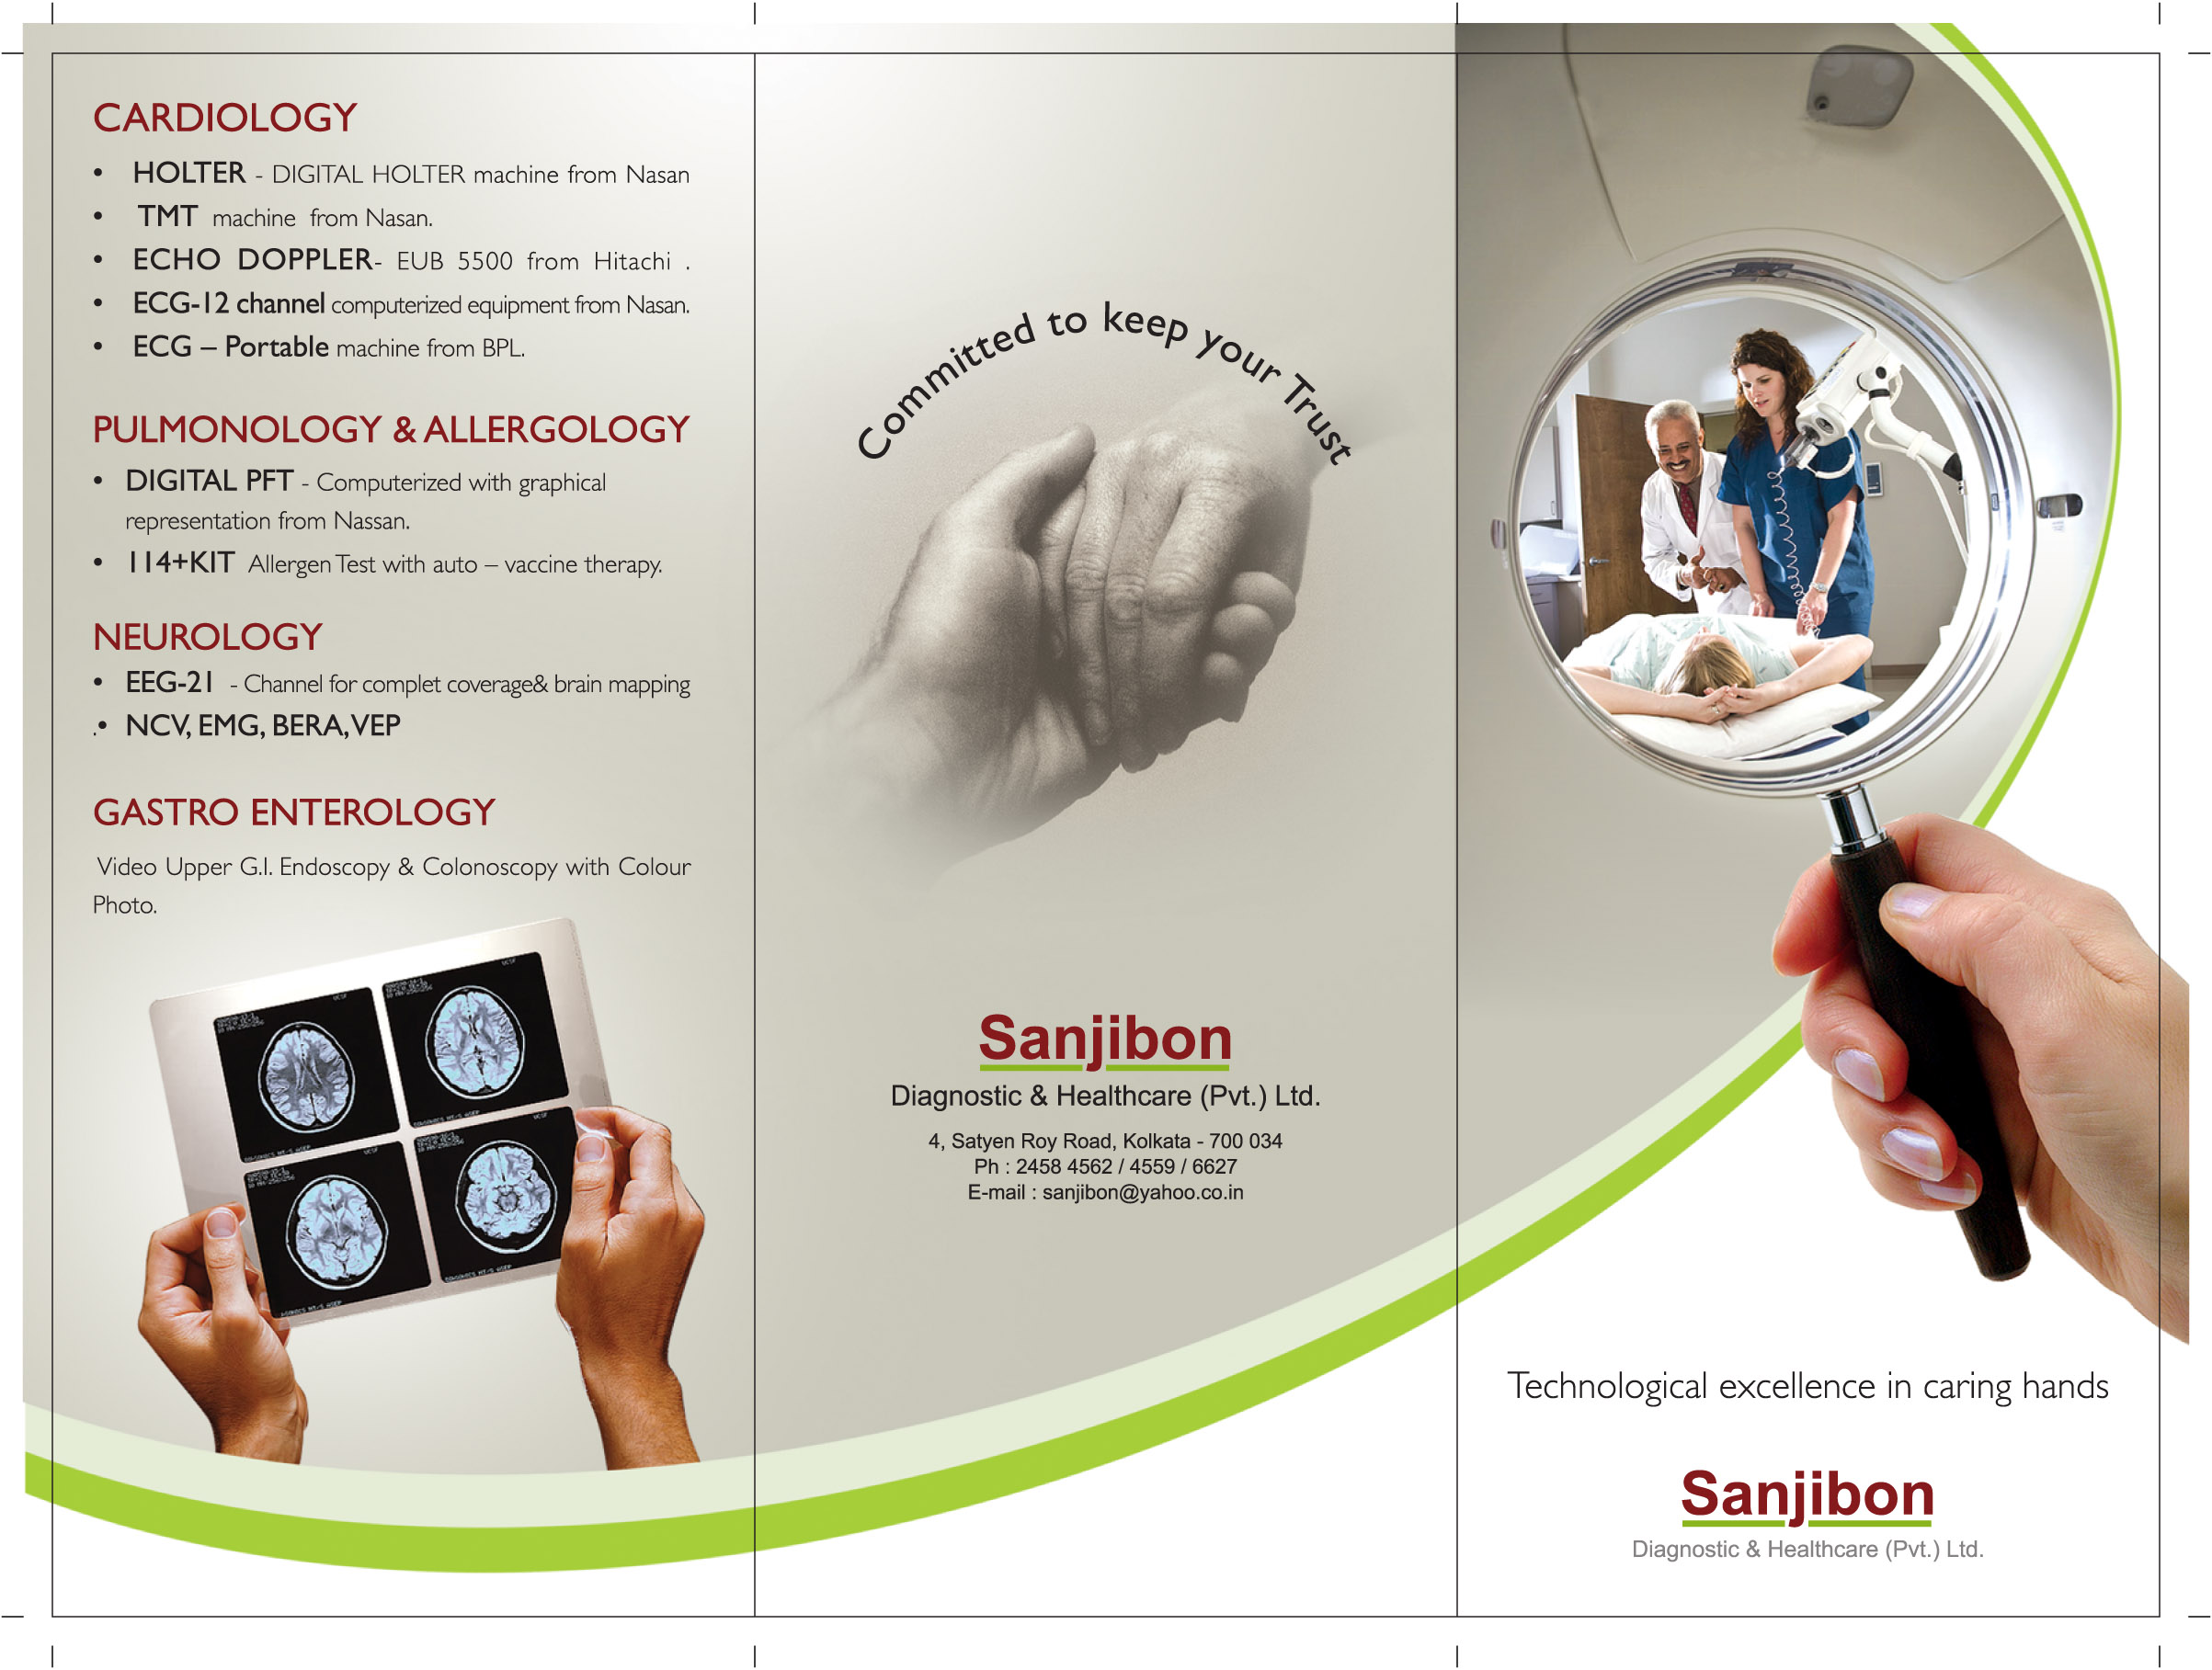 CARDIOLOGY
• HOLTER - DIGITAL HOLTER machine from Nasan
• TMT machine from Nasan.
• ECHO DOPPLER- EUB 5500 from Hitachi .
• ECG-12 channel computerized equipment from Nasan.
• ECG – Portable machine from BPL.
PULMONOLOGY & ALLERGOLOGY
• DIGITAL PFT - Computerized with graphical
representation from Nassan.
• 114+KIT Allergen Test with auto – vaccine therapy.
NEUROLOGY
• EEG-21 - Channel for complet coverage& brain mapping
.• NCV, EMG, BERA, VEP
GASTRO ENTEROLOGY
Video Upper G.I. Endoscopy & Colonoscopy with Colour
Photo.
UCSF
UCSF
UCSF
UCSF
Committed to keep your Trust
Sanjibon
Diagnostic & Healthcare (Pvt.) Ltd.
4, Satyen Roy Road, Kolkata - 700 034
Ph : 2458 4562 / 4559 / 6627
E-mail : sanjibon@yahoo.co.in
Technological excellence in caring hands
Sanjibon
Diagnostic & Healthcare (Pvt.) Ltd.